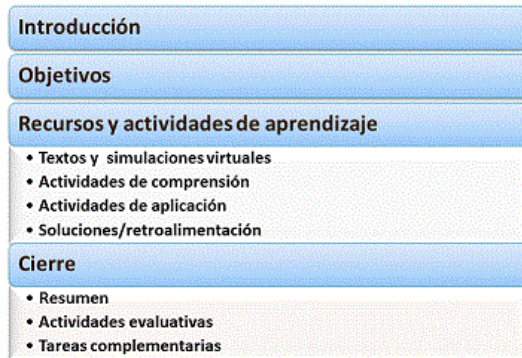 Introducción
Objetivos
Recursos y actividades de aprendizaje
• Textos y simulaciones virtuales
• Actividades de comprensión
• Actividades de aplicación
• Soluciones/retroalimentación
Cierre
• Resumen
• Actividades evaluativas
• Tareas complementarias